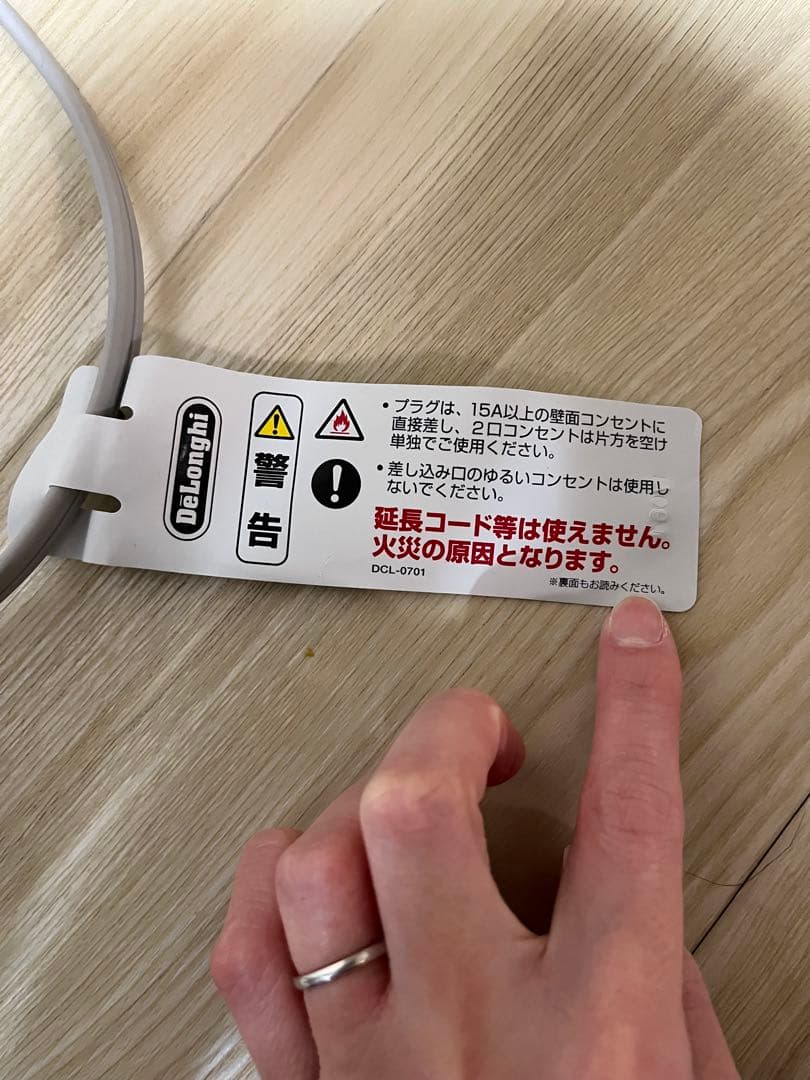 DeLonghi
警告
・プラグは、15A以上の壁面コンセントに
直接差し、2口コンセントは片方を空け
単独でご使用ください。
・差し込み口のゆるいコンセントは使用し
ないでください。
延長コード等は使えません。
火災の原因となります。
DCL-0701
※裏面もお読みください。